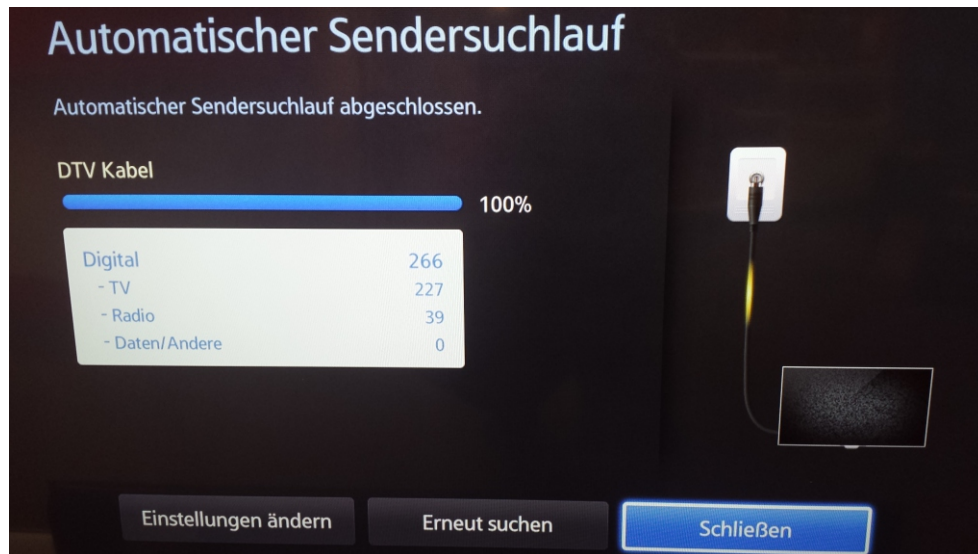 Automatischer Sendersuchlauf
Automatischer Sendersuchlauf abgeschlossen.
DTV Kabel
100%
Digital 266
- TV 227
- Radio 39
- Daten/Andere 0
Einstellungen ändern Erneut suchen Schließen